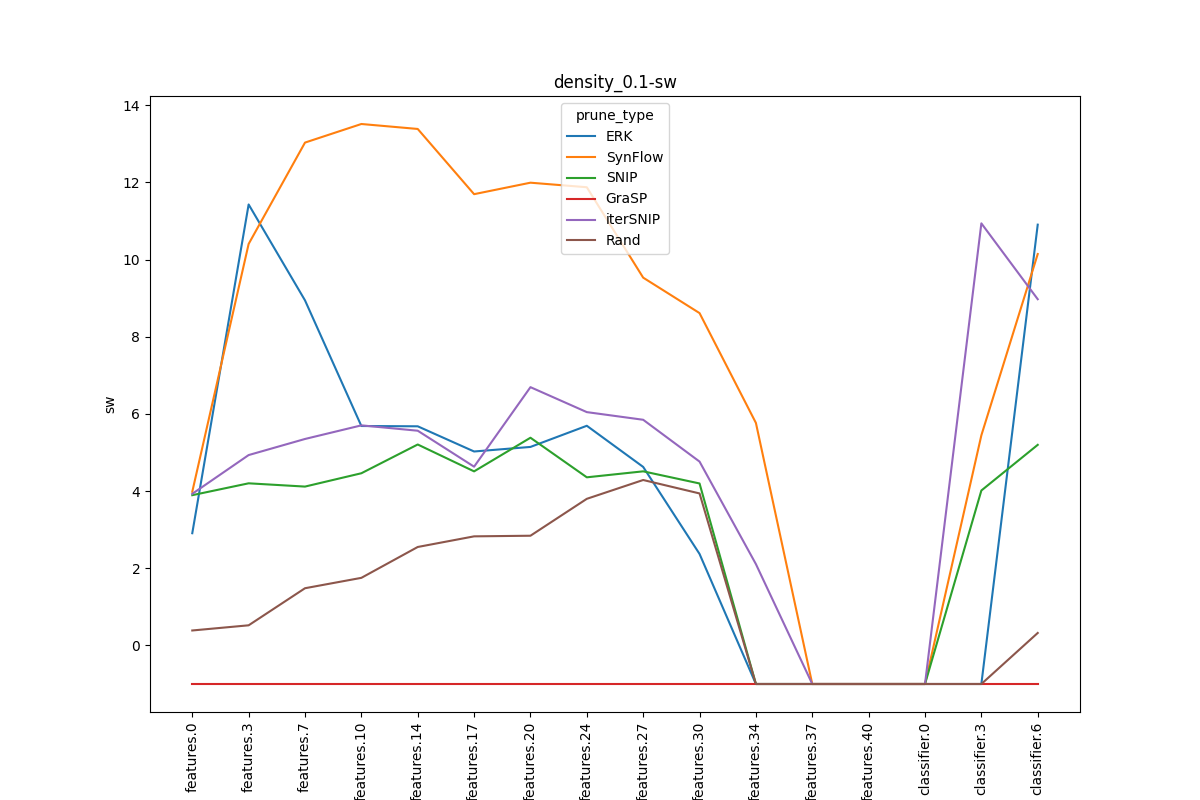 density_0.1-sw
14
12
10
8
6
4
2
0
sw
prune_type
ERK
SynFlow
SNIP
GraSP
iterSNIP
Rand
features.0
features.3
features.7
features.10
features.14
features.17
features.20
features.24
features.27
features.30
features.34
features.37
features.40
classifier.0
classifier.3
classifier.6